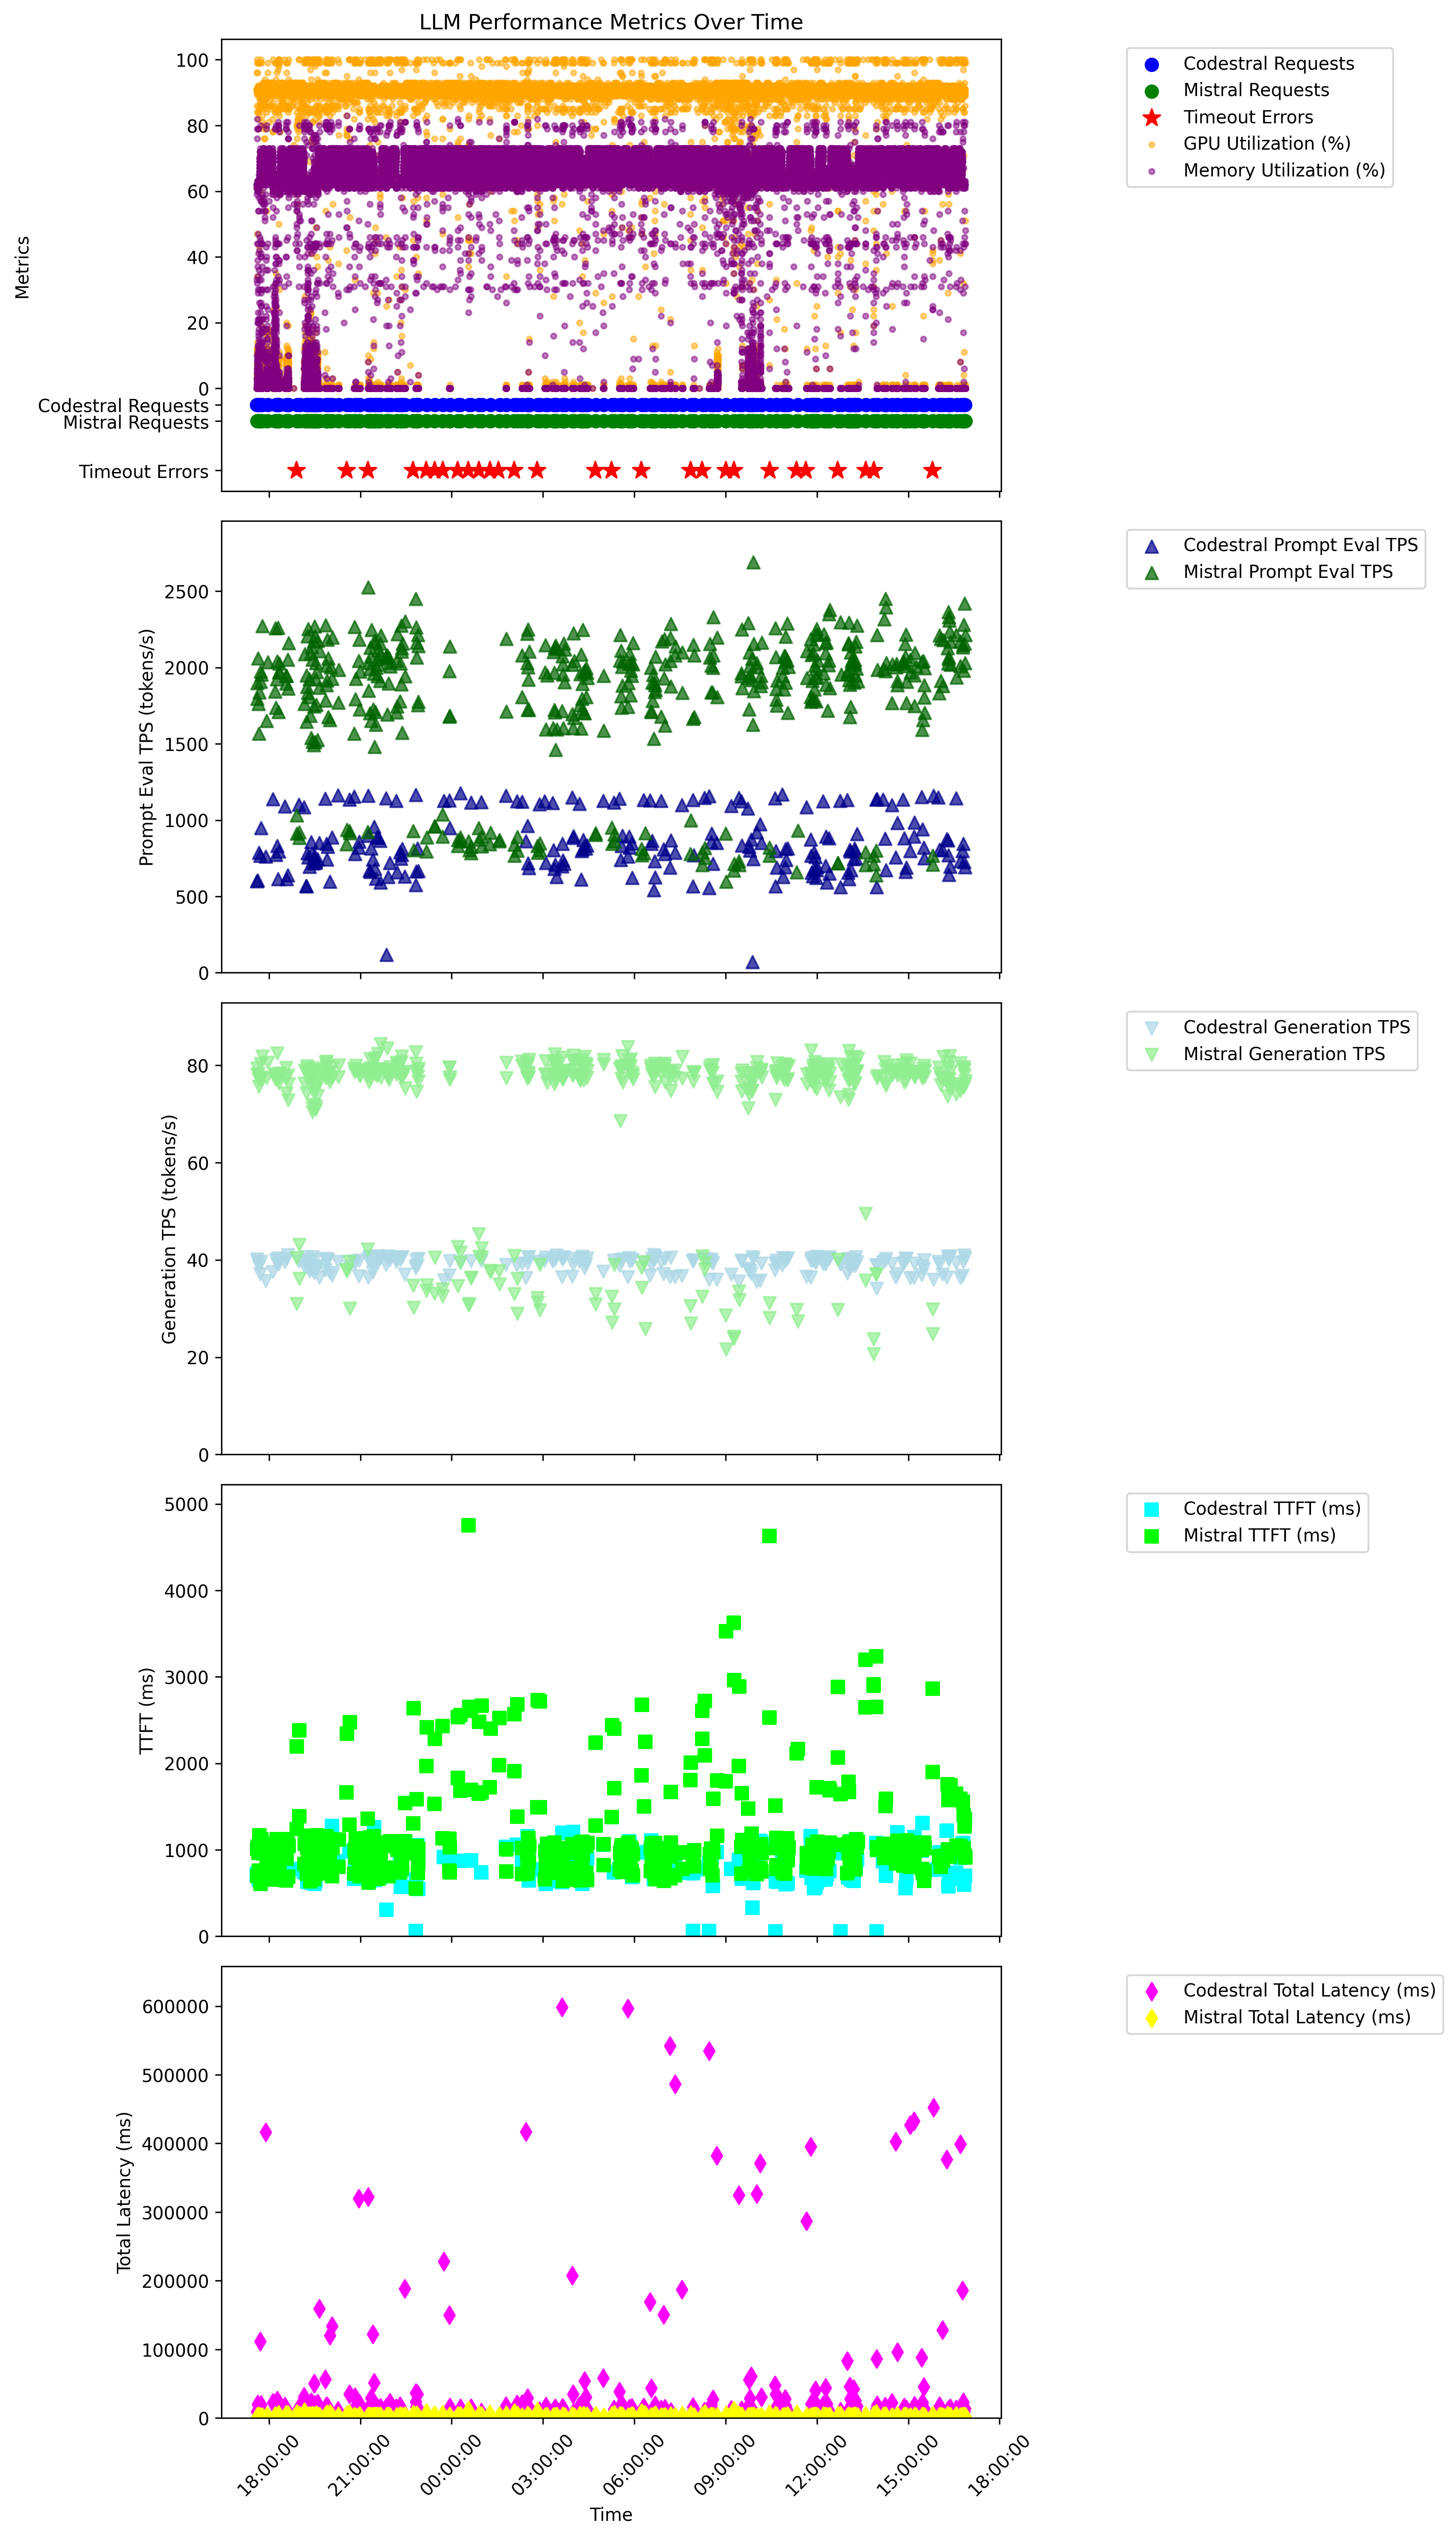 LLM Performance Metrics Over Time
Metrics
100
80
60
40
20
0
Codestral Requests
Mistral Requests
Timeout Errors
Codestral Requests
Mistral Requests
Timeout Errors
GPU Utilization (%)
Memory Utilization (%)
Prompt Eval TPS (tokens/s)
2500
2000
1500
1000
500
0
Codestral Prompt Eval TPS
Mistral Prompt Eval TPS
Generation TPS (tokens/s)
80
60
40
20
0
Codestral Generation TPS
Mistral Generation TPS
TTFT (ms)
5000
4000
3000
2000
1000
0
Codestral TTFT (ms)
Mistral TTFT (ms)
Total Latency (ms)
600000
500000
400000
300000
200000
100000
0
Codestral Total Latency (ms)
Mistral Total Latency (ms)
18:00:00
21:00:00
00:00:00
03:00:00
06:00:00
09:00:00
12:00:00
15:00:00
18:00:00
Time